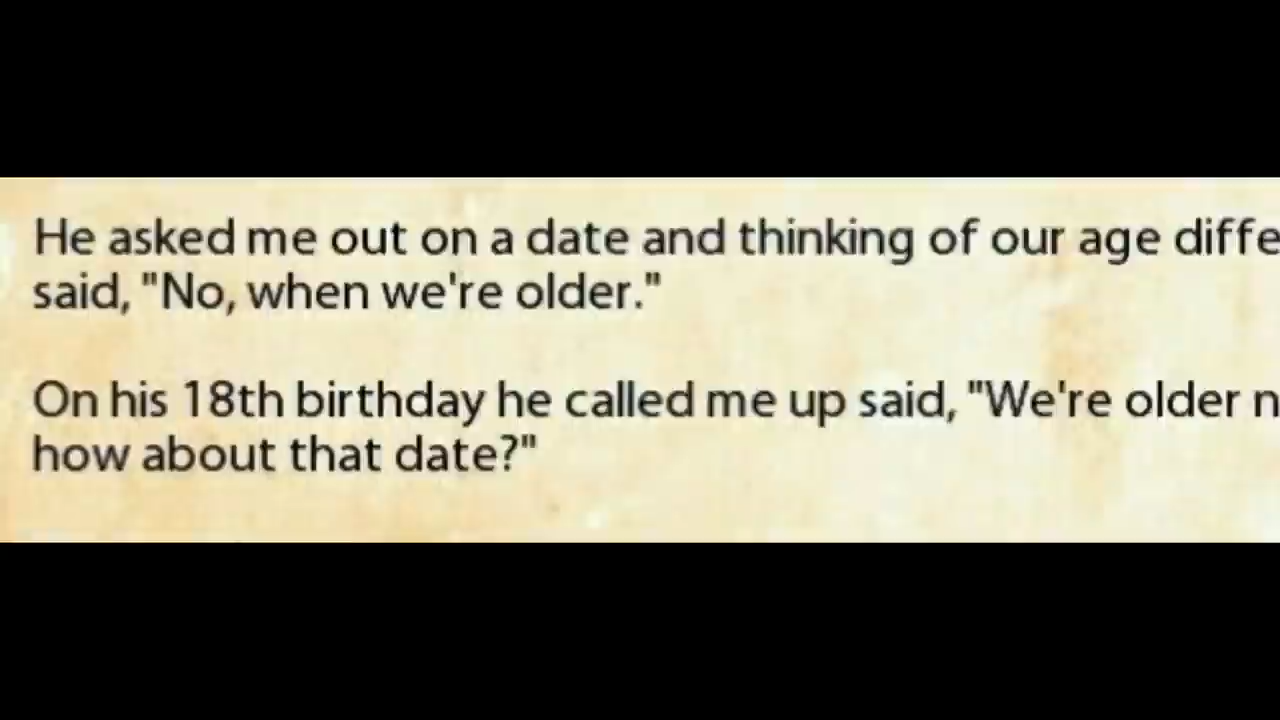 He asked me out on a date and thinking of our age diffe
said, "No, when we're older."
On his 18th birthday he called me up said, "We're older n
how about that date?"